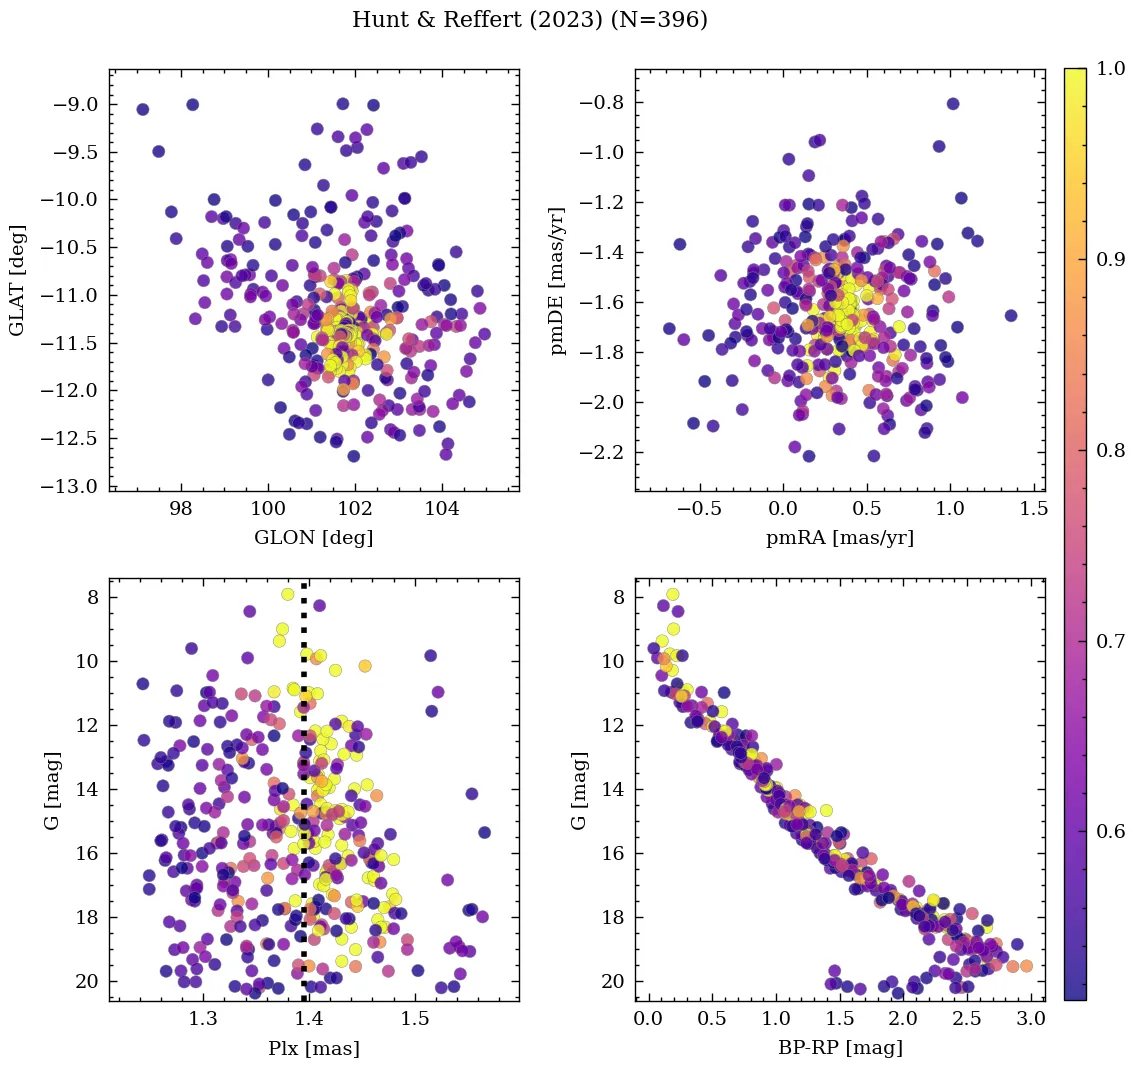 Hunt & Reffert (2023) (N=396)
−9.0
−9.5
−10.0
−10.5
−11.0
−11.5
−12.0
−12.5
−13.0
GLAT [deg]
98 100 102 104
GLON [deg]
−0.8
−1.0
−1.2
−1.4
−1.6
−1.8
−2.0
−2.2
pmDE [mas/yr]
−0.5 0.0 0.5 1.0 1.5
pmRA [mas/yr]
8
10
12
14
16
18
20
G [mag]
1.3 1.4 1.5
Plx [mas]
8
10
12
14
16
18
20
G [mag]
0.0 0.5 1.0 1.5 2.0 2.5 3.0
BP-RP [mag]
1.0
0.9
0.8
0.7
0.6